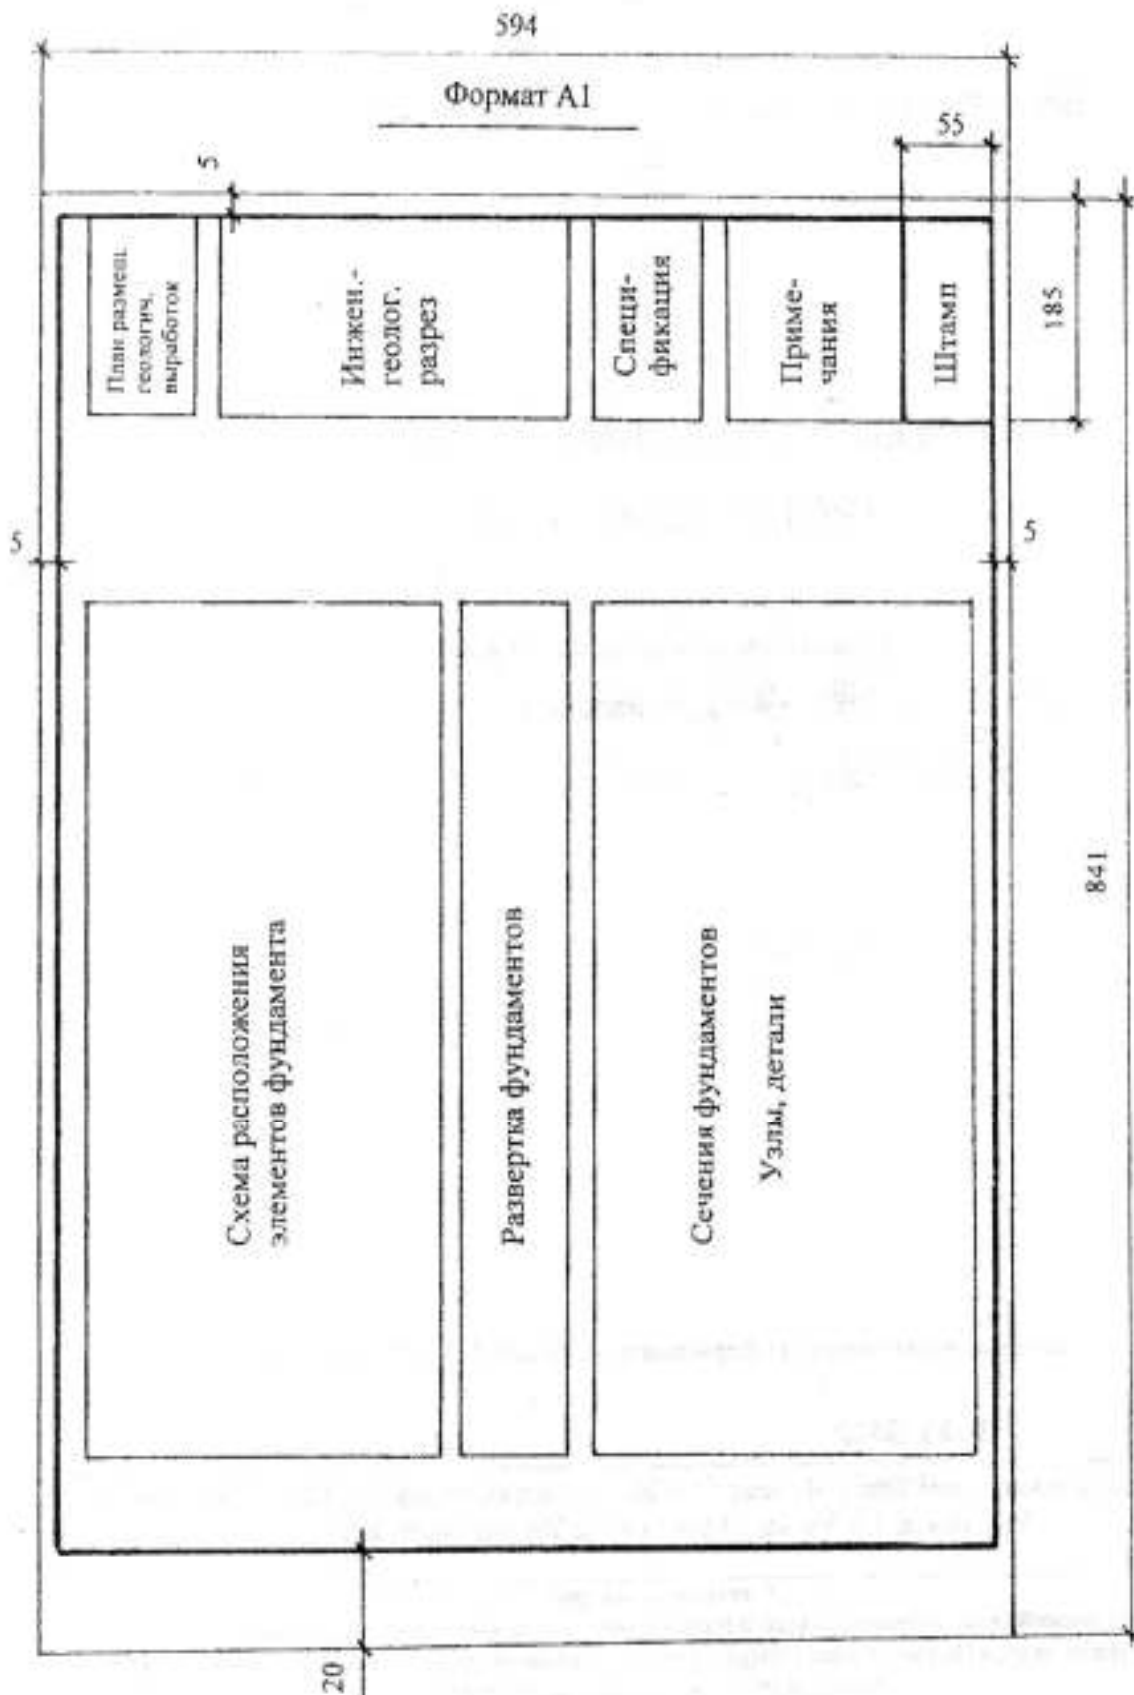 594
Формат А1
55
5
План размещ.
геологич.
выработок
Инжен.-
геолог.
разрез
Специ-
фикация
Приме-
чания
Штамп
185
5
5
841
Схема расположения
элементов фундамента
Развертка фундаментов
Сечения фундаментов
Узлы, детали
20